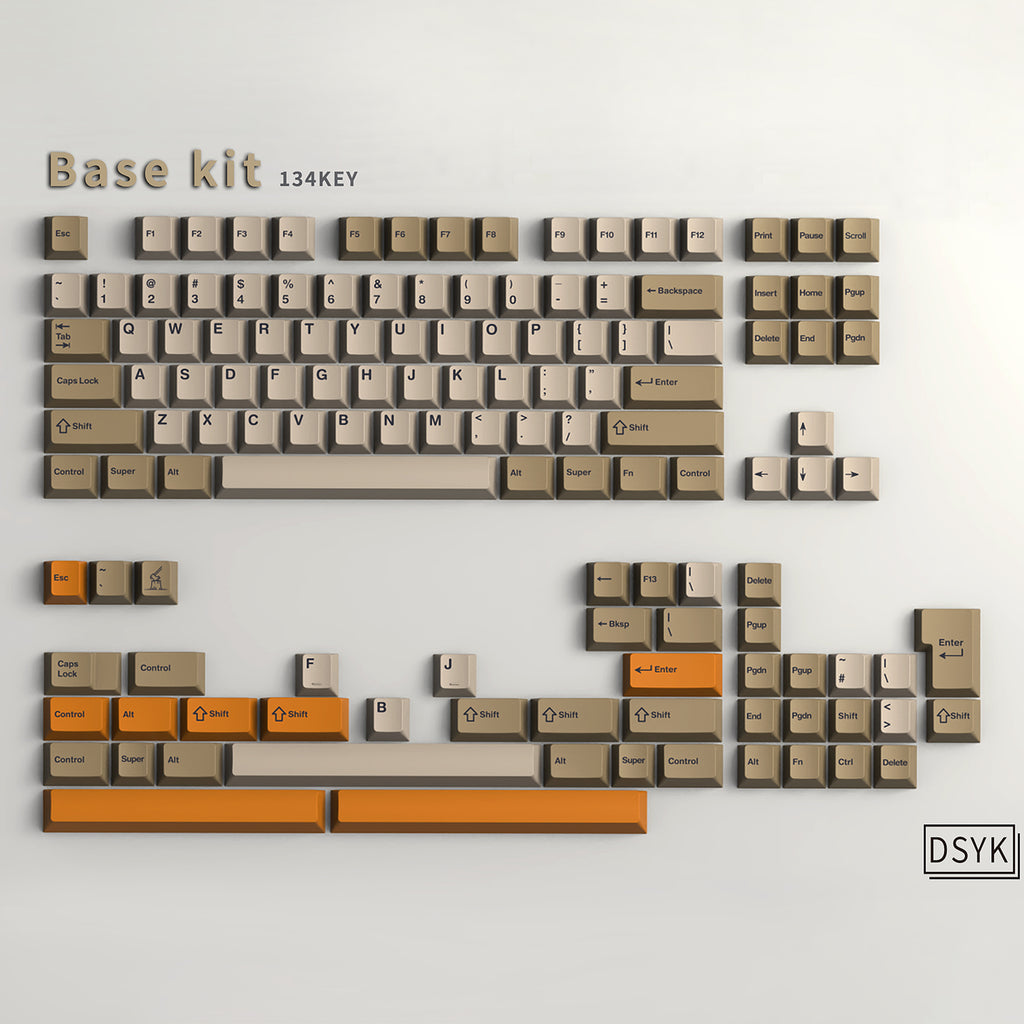 Base kit 134KEY
Esc F1 F2 F3 F4 F5 F6 F7 F8 F9 F10 F11 F12 Print Pause Scroll
~ ! @ # $ % ^ & * ( ) _ +
` 1 2 3 4 5 6 7 8 9 0 - = ← Backspace Insert Home Pgup
Tab Q W E R T Y U I O P { [ } ] | \ Delete End Pgdn
Caps Lock A S D F G H J K L : ; " ' Enter
Shift Z X C V B N M < , > . ? / Shift ↑
Control Super Alt Alt Super Fn Control ← ↓ →
Esc ~ ` ← F13 | \ Delete
← Bksp | \ Pgup
Enter
Caps Lock Control F J Enter Pgdn Pgup ~ # | \
Control Alt Shift Shift B Shift Shift Shift End Pgdn Shift < > Shift
Control Super Alt Alt Super Control Alt Fn Ctrl Delete
DSYK